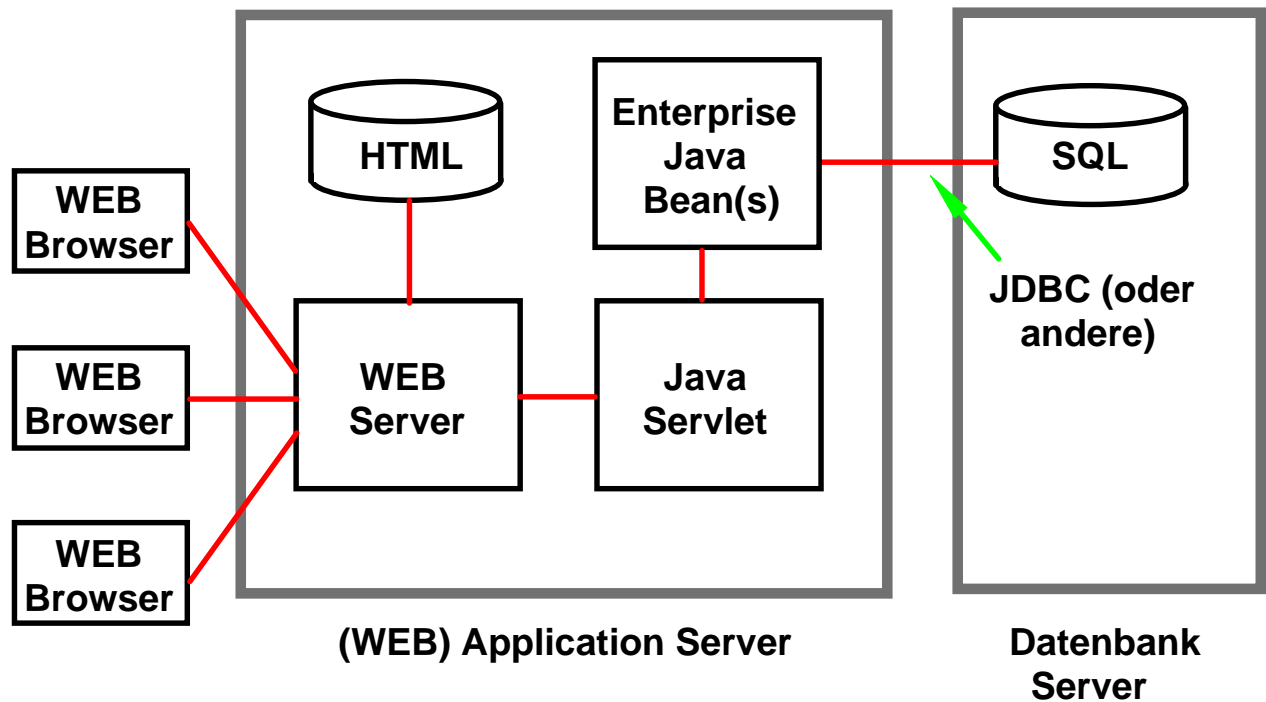 WEB
Browser
WEB
Browser
WEB
Browser
HTML
WEB
Server
Enterprise
Java
Bean(s)
Java
Servlet
SQL
JDBC (oder
andere)
(WEB) Application Server
Datenbank
Server